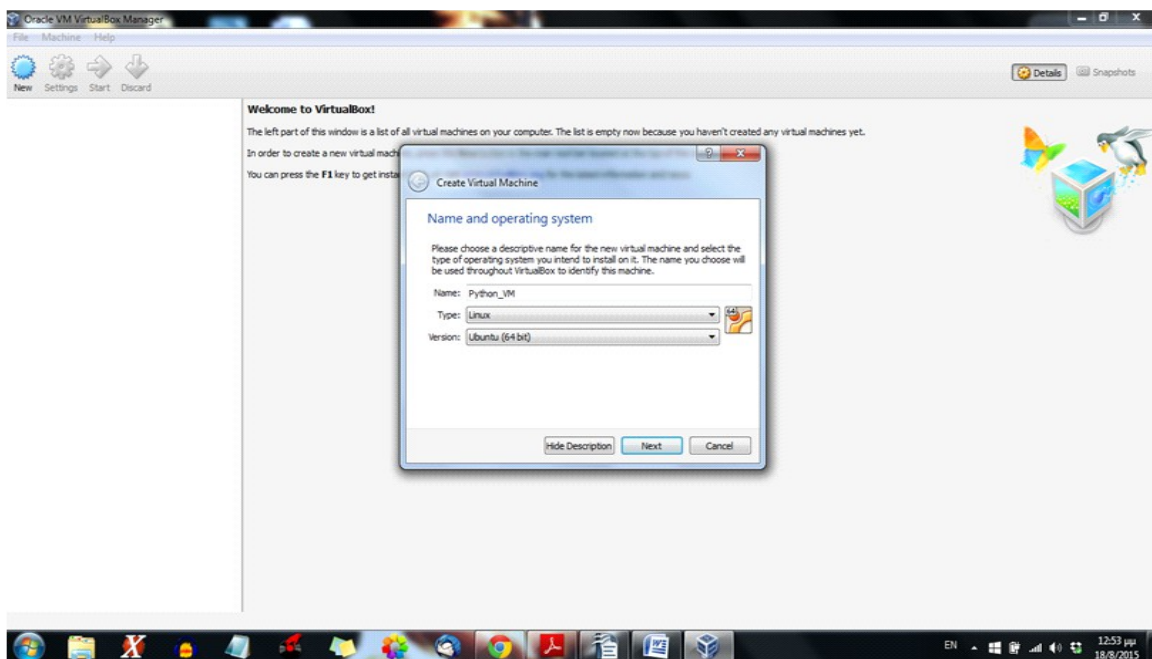 Oracle VM VirtualBox Manager
File Machine Help
New Settings Start Discard
Details Snapshots
Welcome to VirtualBox!
The left part of this window is a list of all virtual machines on your computer. The list is empty now because you haven't created any virtual machines yet.
In order to create a new virtual mach
You can press the F1 key to get insta
Create Virtual Machine
Name and operating system
Please choose a descriptive name for the new virtual machine and select the
type of operating system you intend to install on it. The name you choose will
be used throughout VirtualBox to identify this machine.
Name: Python_VM
Type: Linux
64
Version: Ubuntu (64 bit)
Hide Description Next Cancel
EN 12:53 μμ
18/8/2015